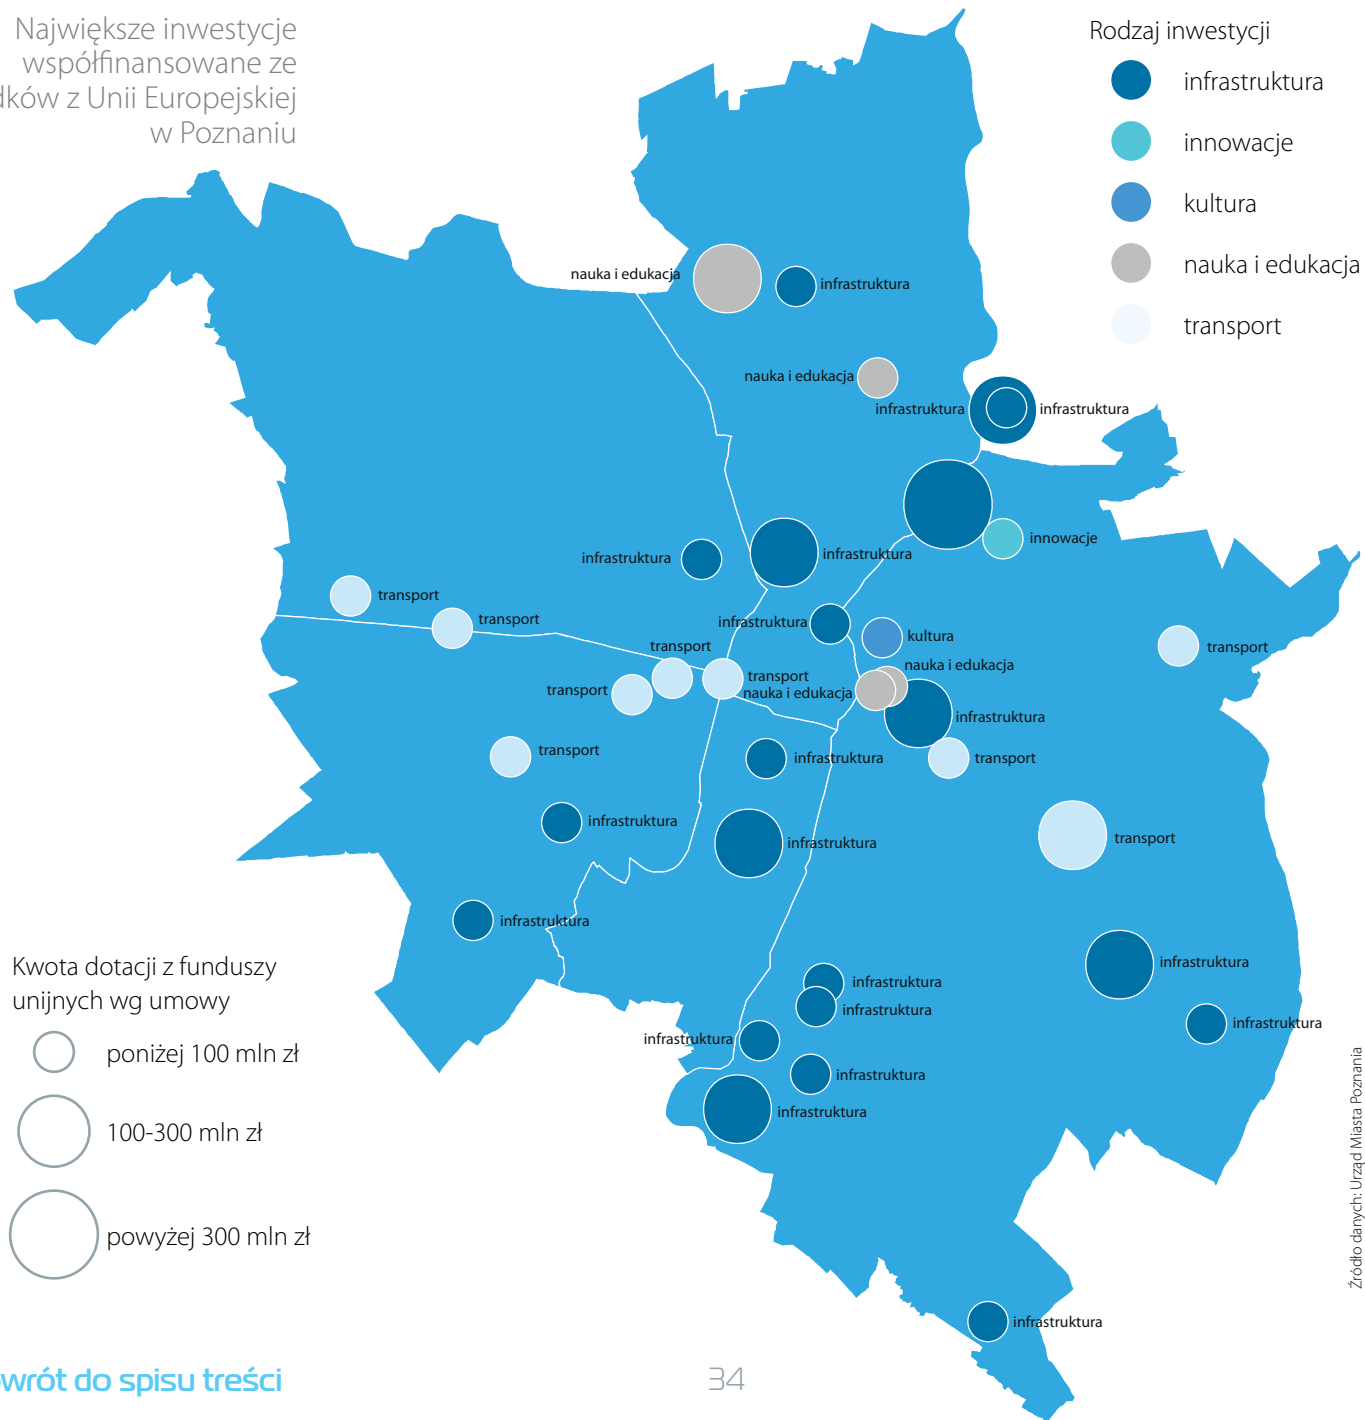 Największe inwestycje
współfinansowane ze
z Unii Europejskiej
w Poznaniu
Rodzaj inwestycji
infrastruktura
innowacje
kultura
nauka i edukacja
transport
nauka i edukacja
infrastruktura
nauka i edukacja
infrastruktura
infrastruktura
innowacje
infrastruktura
infrastruktura
transport
transport
infrastruktura
kultura
transport
transport
nauka i edukacja
transport
transport
nauka i edukacja
infrastruktura
transport
infrastruktura
transport
infrastruktura
infrastruktura
transport
infrastruktura
infrastruktura
infrastruktura
infrastruktura
infrastruktura
infrastruktura
infrastruktura
infrastruktura
infrastruktura
Kwota dotacji z funduszy
unijnych wg umowy
poniżej 100 mln zł
100-300 mln zł
powyżej 300 mln zł
Źródło danych: Urząd Miasta Poznania
do spisu treści
34